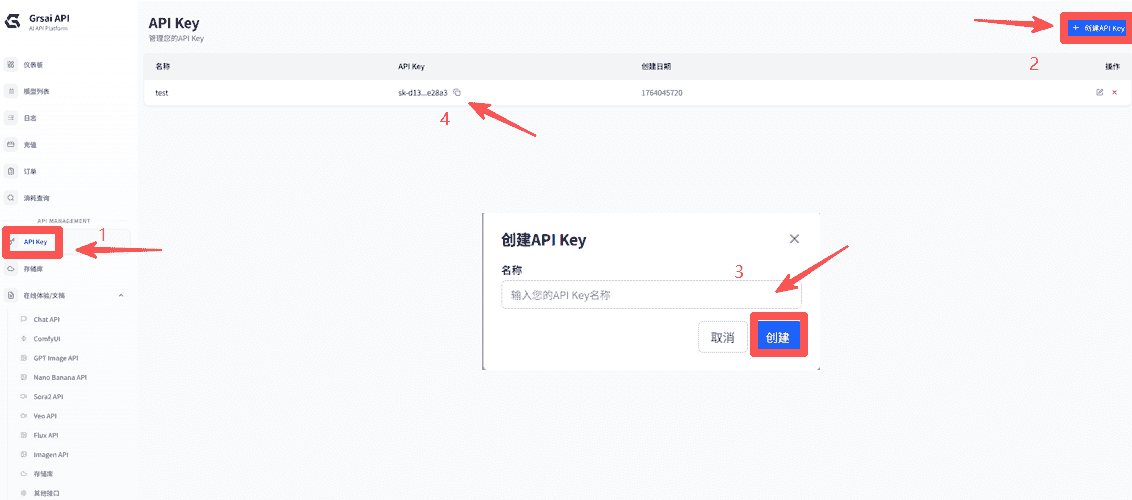 Grsai API
AI API Platform
仪表板
模型列表
日志
充值
订单
消耗查询
API MANAGEMENT
1
API Key
存储库
在线体验/文档
Chat API
ComfyUI
GPT Image API
Nano Banana API
Sora2 API
Veo API
Flux API
Imagen API
存储库
其他接口
API Key
管理您的API Key
+ 创建API Key
2
名称 API Key 创建日期 操作
test sk-d13...e28a3 1764045720
4
创建API Key
名称
3
输入您的API Key名称
取消 创建